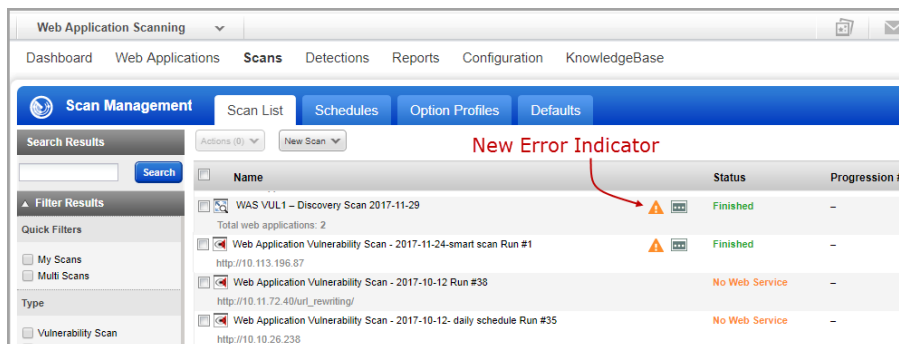 Web Application Scanning
Dashboard Web Applications Scans Detections Reports Configuration KnowledgeBase
Scan Management Scan List Schedules Option Profiles Defaults
Search Results Actions (0) New Scan New Error Indicator
Search
Name Status Progression
Filter Results
WAS VUL1 – Discovery Scan 2017-11-29 Finished –
Total web applications: 2
Quick Filters
Web Application Vulnerability Scan - 2017-11-24-smart scan Run #1 Finished –
http://10.113.196.87
My Scans
Multi Scans
Web Application Vulnerability Scan - 2017-10-12 Run #38 No Web Service –
http://10.11.72.40/url_rewriting/
Type
Web Application Vulnerability Scan - 2017-10-12- daily schedule Run #35 No Web Service –
Vulnerability Scan
http://10.10.26.238